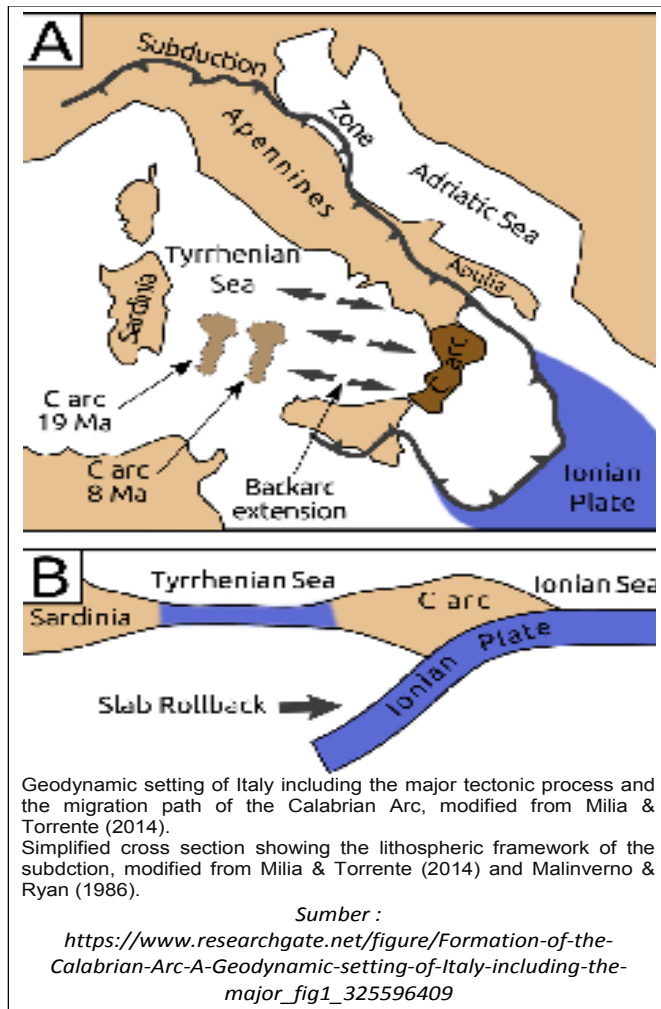 A
Subduction
Zone
Apennines
Adriatic Sea
Tyrrhenian
Sea
Apulia
Sardinia
C arc
C arc
19 Ma
C arc
8 Ma
Backarc
extension
Ionian
Plate
B
Tyrrhenian Sea
Ionian Sea
Sardinia
C arc
Ionian Plate
Slab Rollback
Geodynamic setting of Italy including the major tectonic process and
the migration path of the Calabrian Arc, modified from Milia &
Torrente (2014).
Simplified cross section showing the lithospheric framework of the
subdction, modified from Milia & Torrente (2014) and Malinverno &
Ryan (1986).
Sumber :
https://www.researchgate.net/figure/Formation-of-the-
Calabrian-Arc-A-Geodynamic-setting-of-Italy-including-the-
major_fig1_325596409